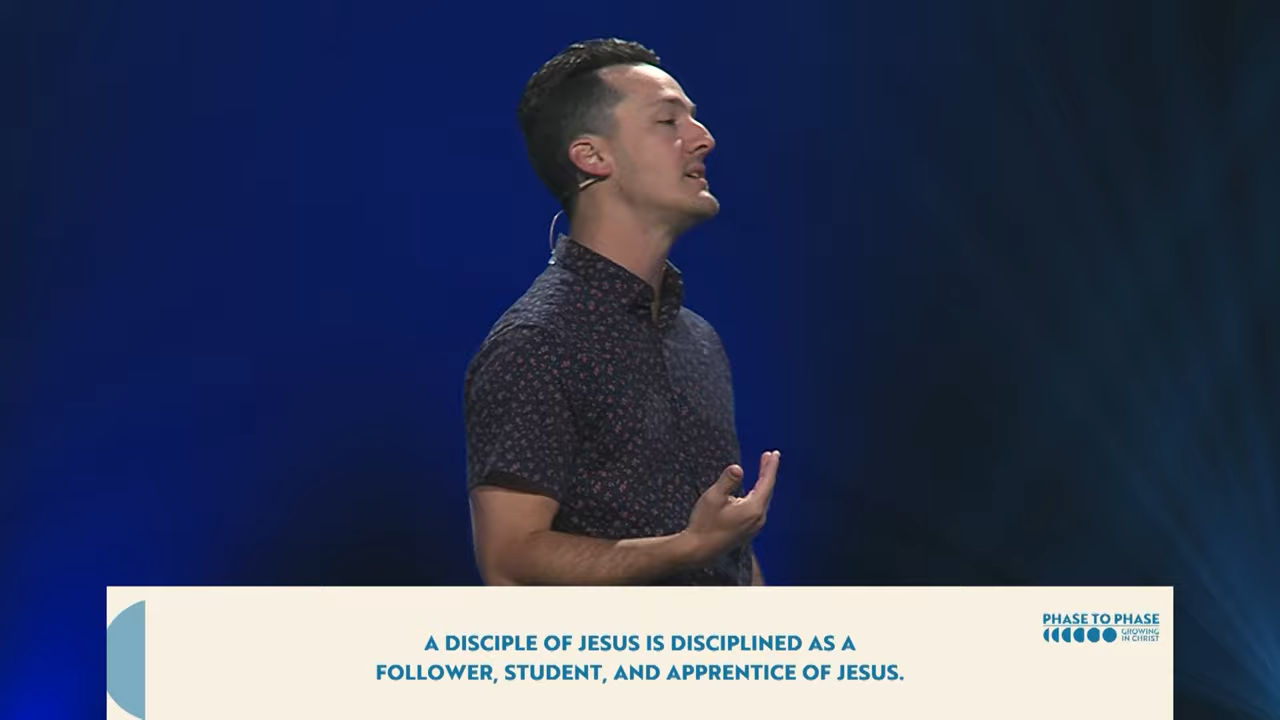 A DISCIPLE OF JESUS IS DISCIPLINED AS A
FOLLOWER, STUDENT, AND APPRENTICE OF JESUS.
PHASE TO PHASE
GROWING
IN CHRIST